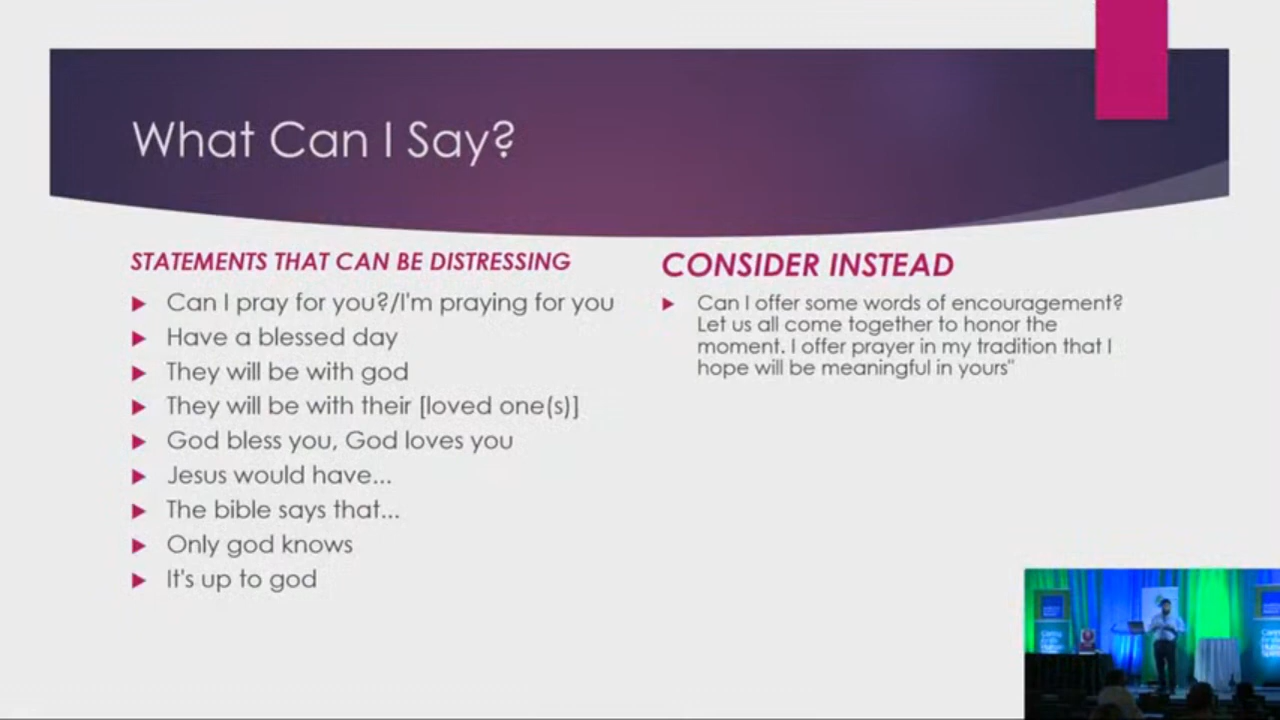 What Can I Say?
STATEMENTS THAT CAN BE DISTRESSING
Can I pray for you?/I'm praying for you
Have a blessed day
They will be with god
They will be with their [loved one(s)]
God bless you, God loves you
Jesus would have...
The bible says that...
Only god knows
It's up to god
CONSIDER INSTEAD
Can I offer some words of encouragement?
Let us all come together to honor the
moment. I offer prayer in my tradition that I
hope will be meaningful in yours"